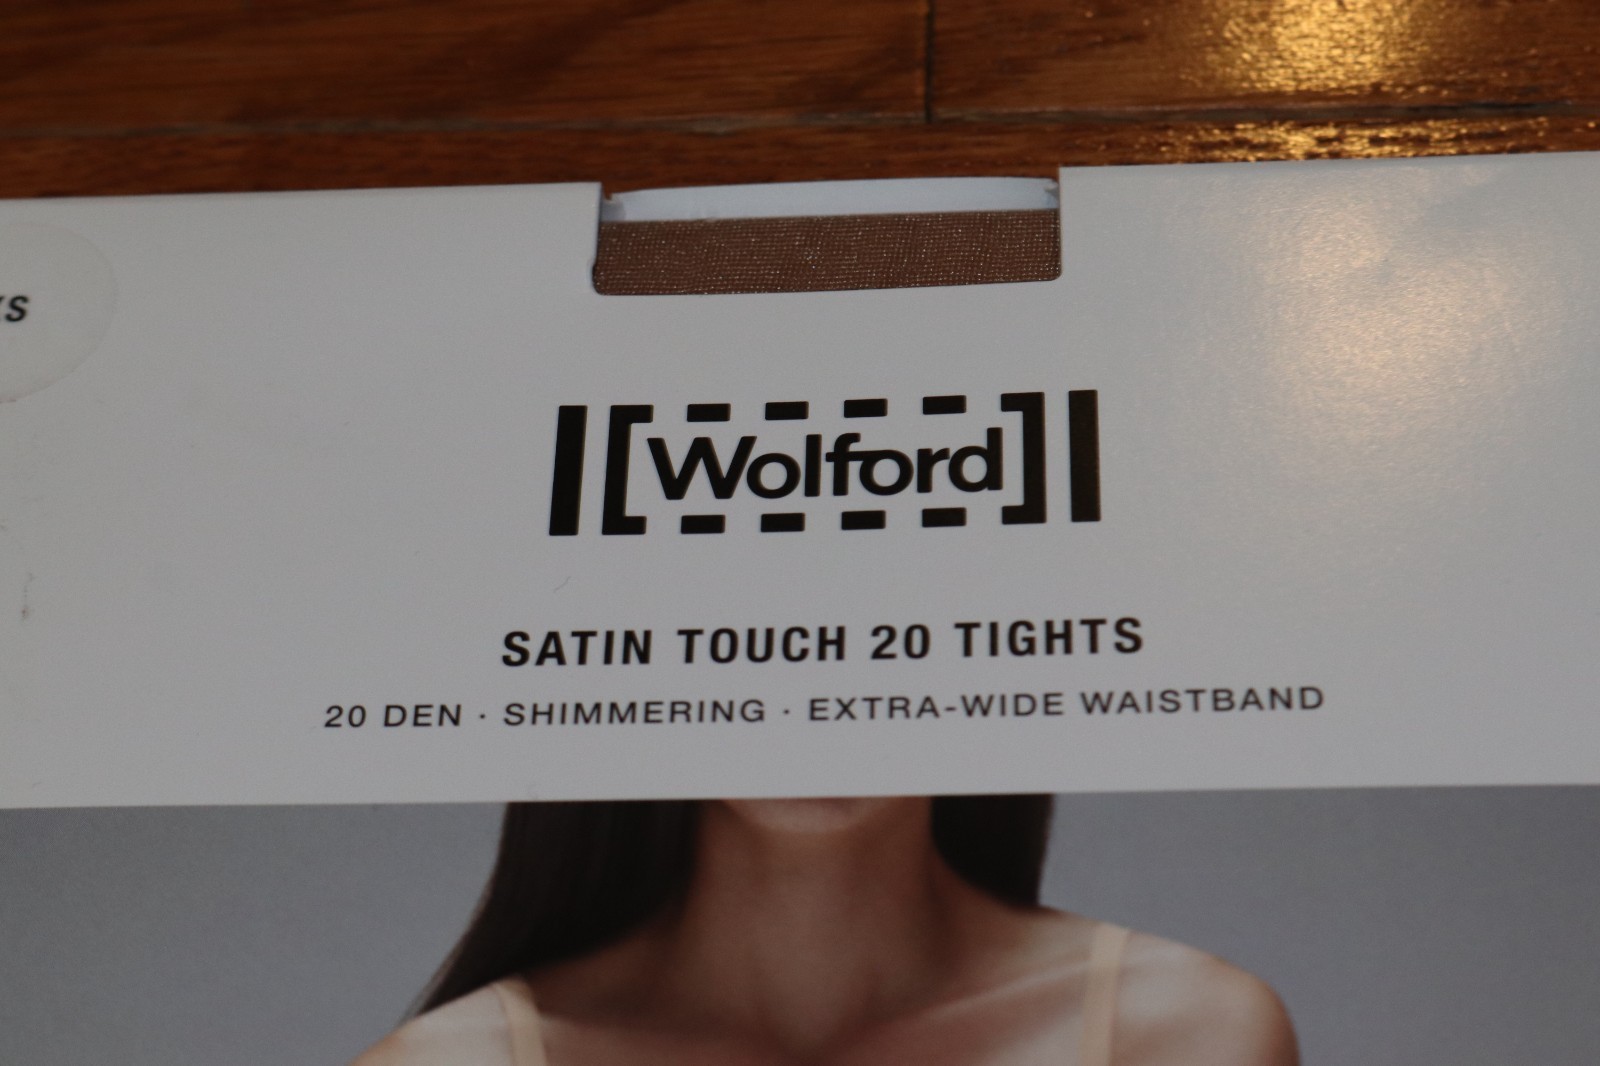 Wolford
SATIN TOUCH 20 TIGHTS
20 DEN · SHIMMERING · EXTRA-WIDE WAISTBAND